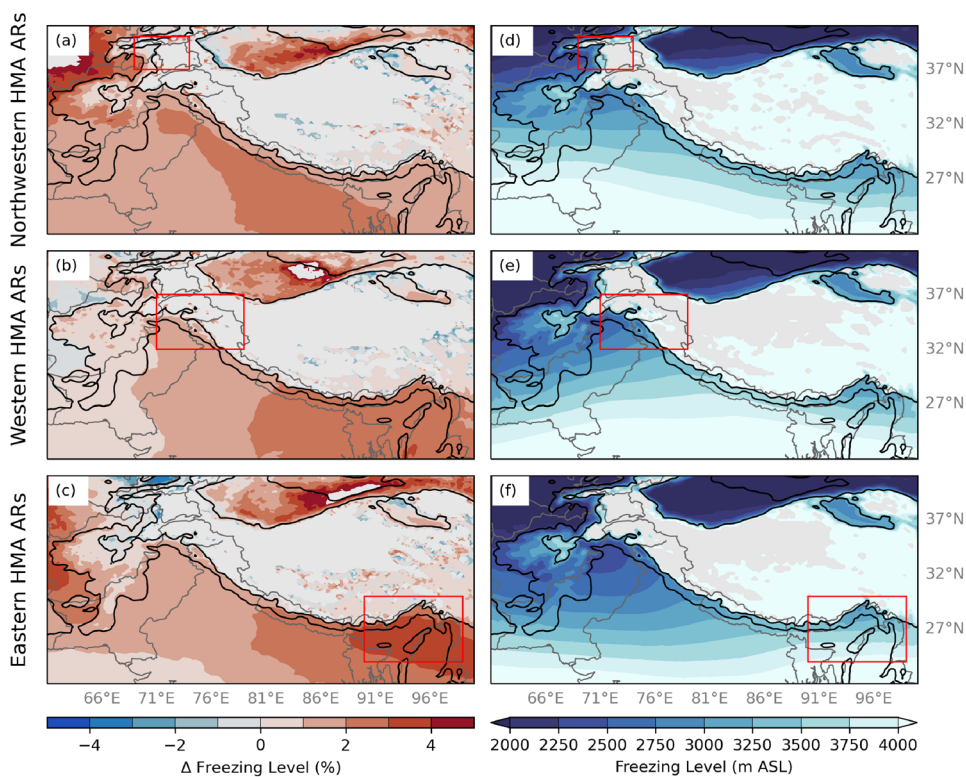 Northwestern HMA ARs
(a)
(d)
37°N
32°N
27°N
Western HMA ARs
(b)
(e)
37°N
32°N
27°N
Eastern HMA ARs
(c)
(f)
37°N
32°N
27°N
66°E 71°E 76°E 81°E 86°E 91°E 96°E
66°E 71°E 76°E 81°E 86°E 91°E 96°E
−4 −2 0 2 4
Δ Freezing Level (%)
2000 2250 2500 2750 3000 3250 3500 3750 4000
Freezing Level (m ASL)